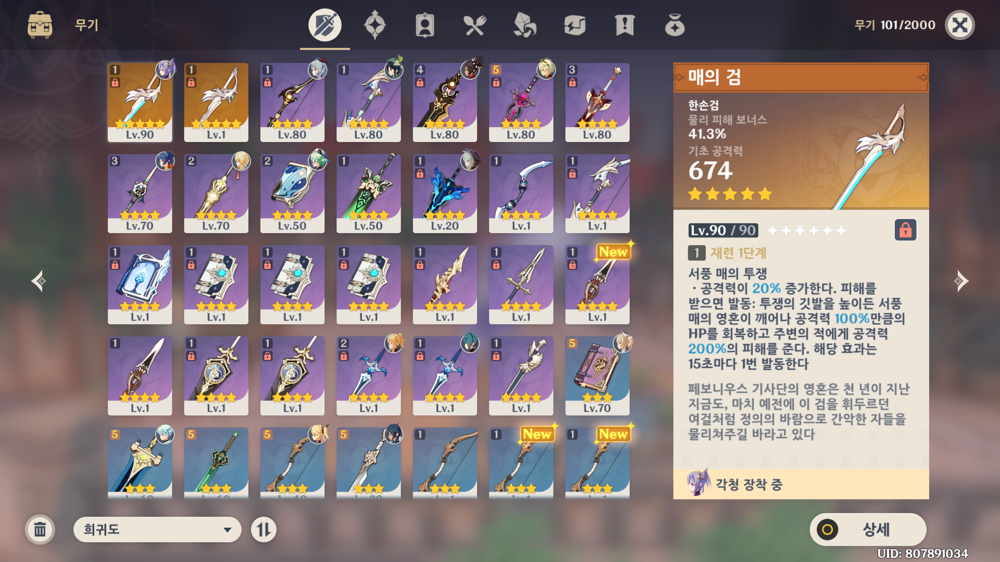 무기
무기 101/2000
1
Lv.90
1
Lv.1
1
Lv.80
1
Lv.80
4
Lv.80
5
Lv.80
3
Lv.80
3
Lv.70
2
Lv.70
2
Lv.50
1
Lv.50
1
Lv.20
1
Lv.1
1
Lv.1
1
Lv.1
1
Lv.1
1
Lv.1
1
Lv.1
1
Lv.1
1
Lv.1
1
New
Lv.1
1
Lv.1
1
Lv.1
1
Lv.1
2
Lv.1
1
Lv.1
1
Lv.1
5
Lv.70
5
5
5
5
1
1
New
1
New
매의 검
한손검
물리 피해 보너스
41.3%
기초 공격력
674
Lv.90 / 90
1 재련 1단계
서풍 매의 투쟁
· 공격력이 20% 증가한다. 피해를
받으면 발동: 투쟁의 깃발을 높이든 서풍
매의 영혼이 깨어나 공격력 100%만큼의
HP를 회복하고 주변의 적에게 공격력
200%의 피해를 준다. 해당 효과는
15초마다 1번 발동한다
페보니우스 기사단의 영혼은 천 년이 지난
지금도, 마치 예전에 이 검을 휘두르던
여걸처럼 정의의 바람으로 간악한 자들을
물리쳐주길 바라고 있다
각청 장착 중
희귀도
상세
UID: 807891034